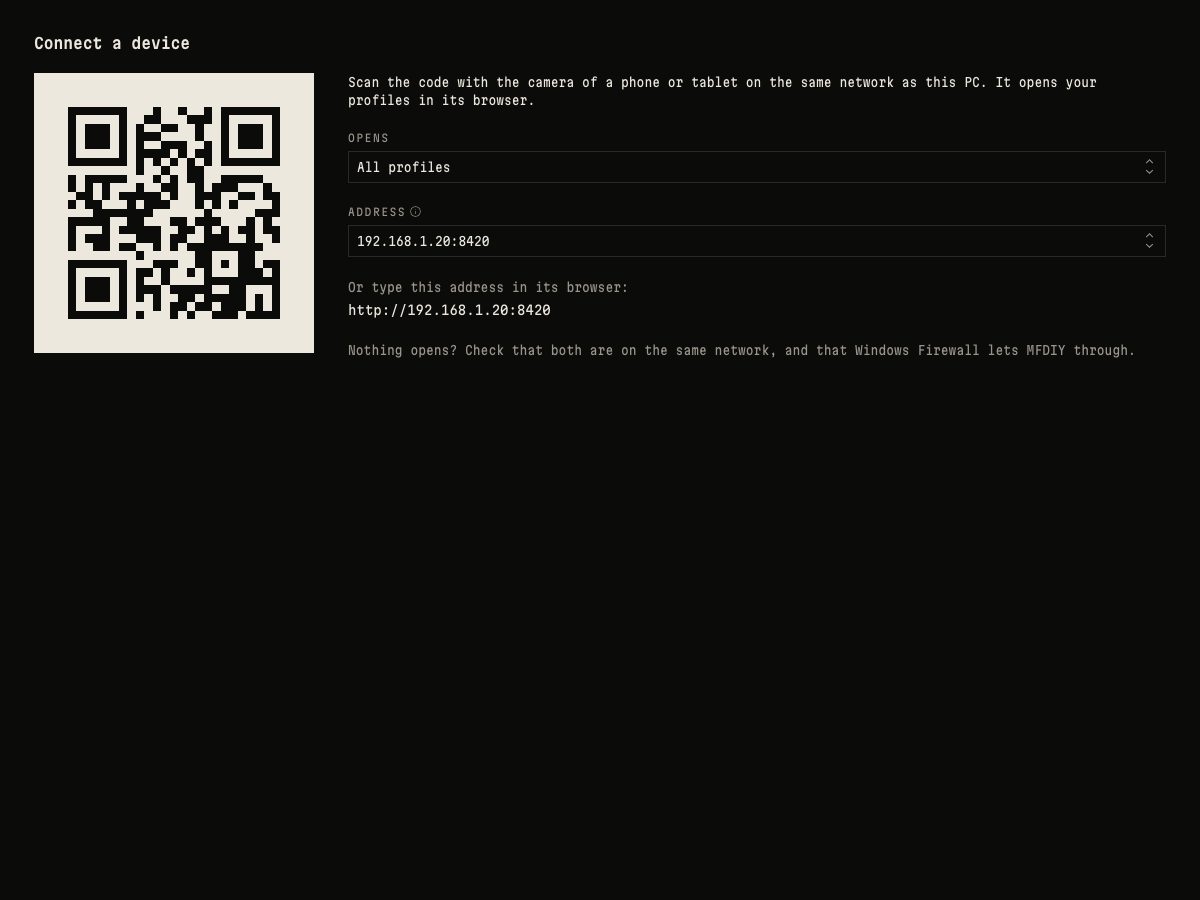 Connect a device
Scan the code with the camera of a phone or tablet on the same network as this PC. It opens your
profiles in its browser.
OPENS
All profiles
ADDRESS
192.168.1.20:8420
Or type this address in its browser:
http://192.168.1.20:8420
Nothing opens? Check that both are on the same network, and that Windows Firewall lets MFDIY through.